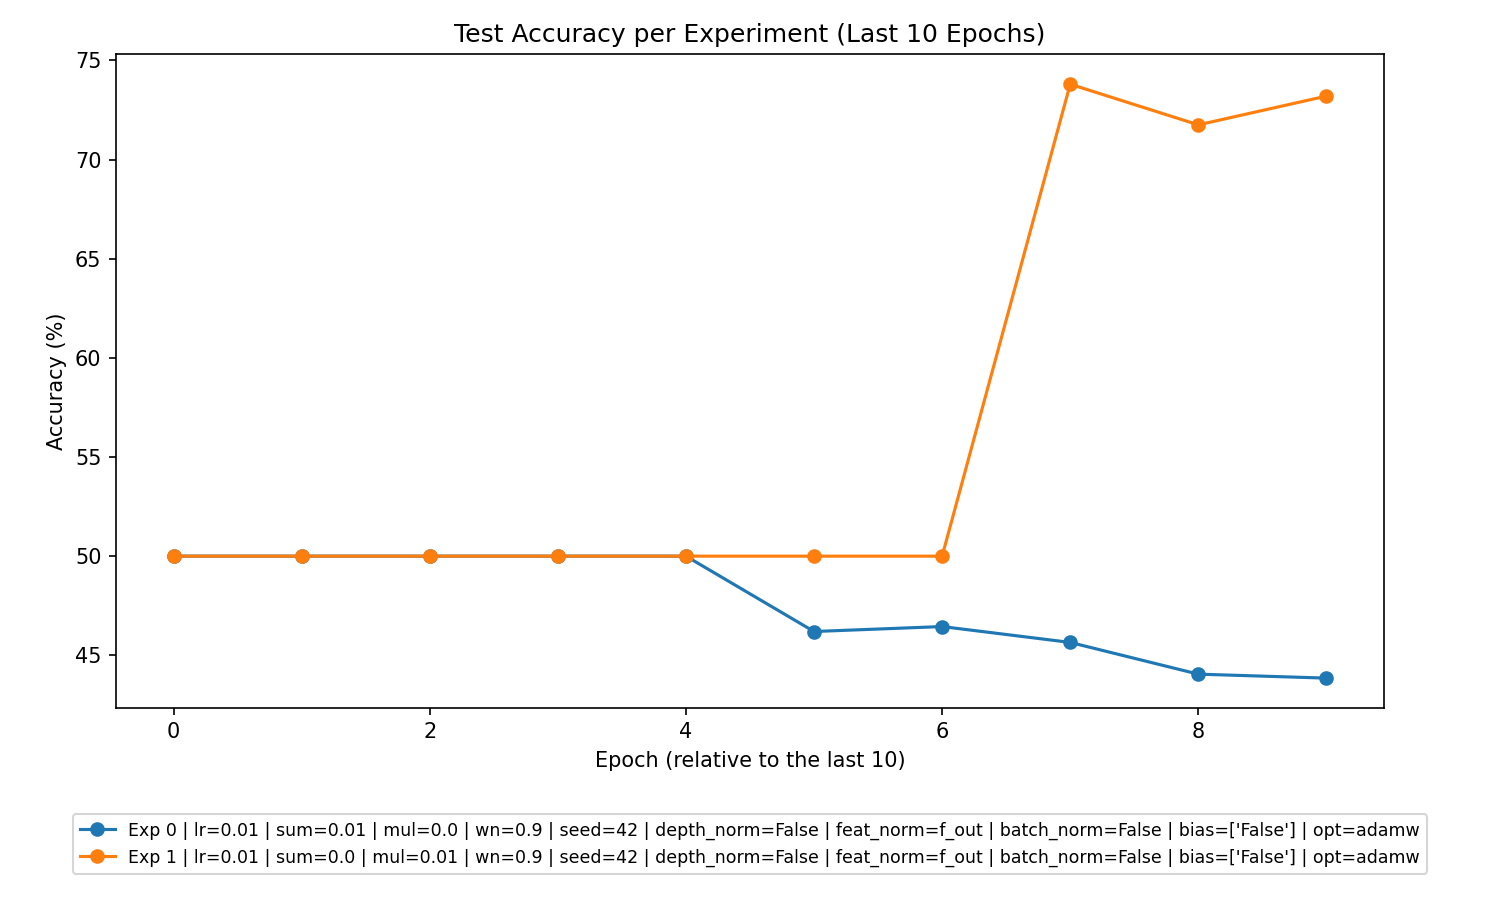 Test Accuracy per Experiment (Last 10 Epochs)
75
70
65
60
55
50
45
Accuracy (%)
0 2 4 6 8
Epoch (relative to the last 10)
Exp 0 | lr=0.01 | sum=0.01 | mul=0.0 | wn=0.9 | seed=42 | depth_norm=False | feat_norm=f_out | batch_norm=False | bias=['False'] | opt=adamw
Exp 1 | lr=0.01 | sum=0.0 | mul=0.01 | wn=0.9 | seed=42 | depth_norm=False | feat_norm=f_out | batch_norm=False | bias=['False'] | opt=adamw